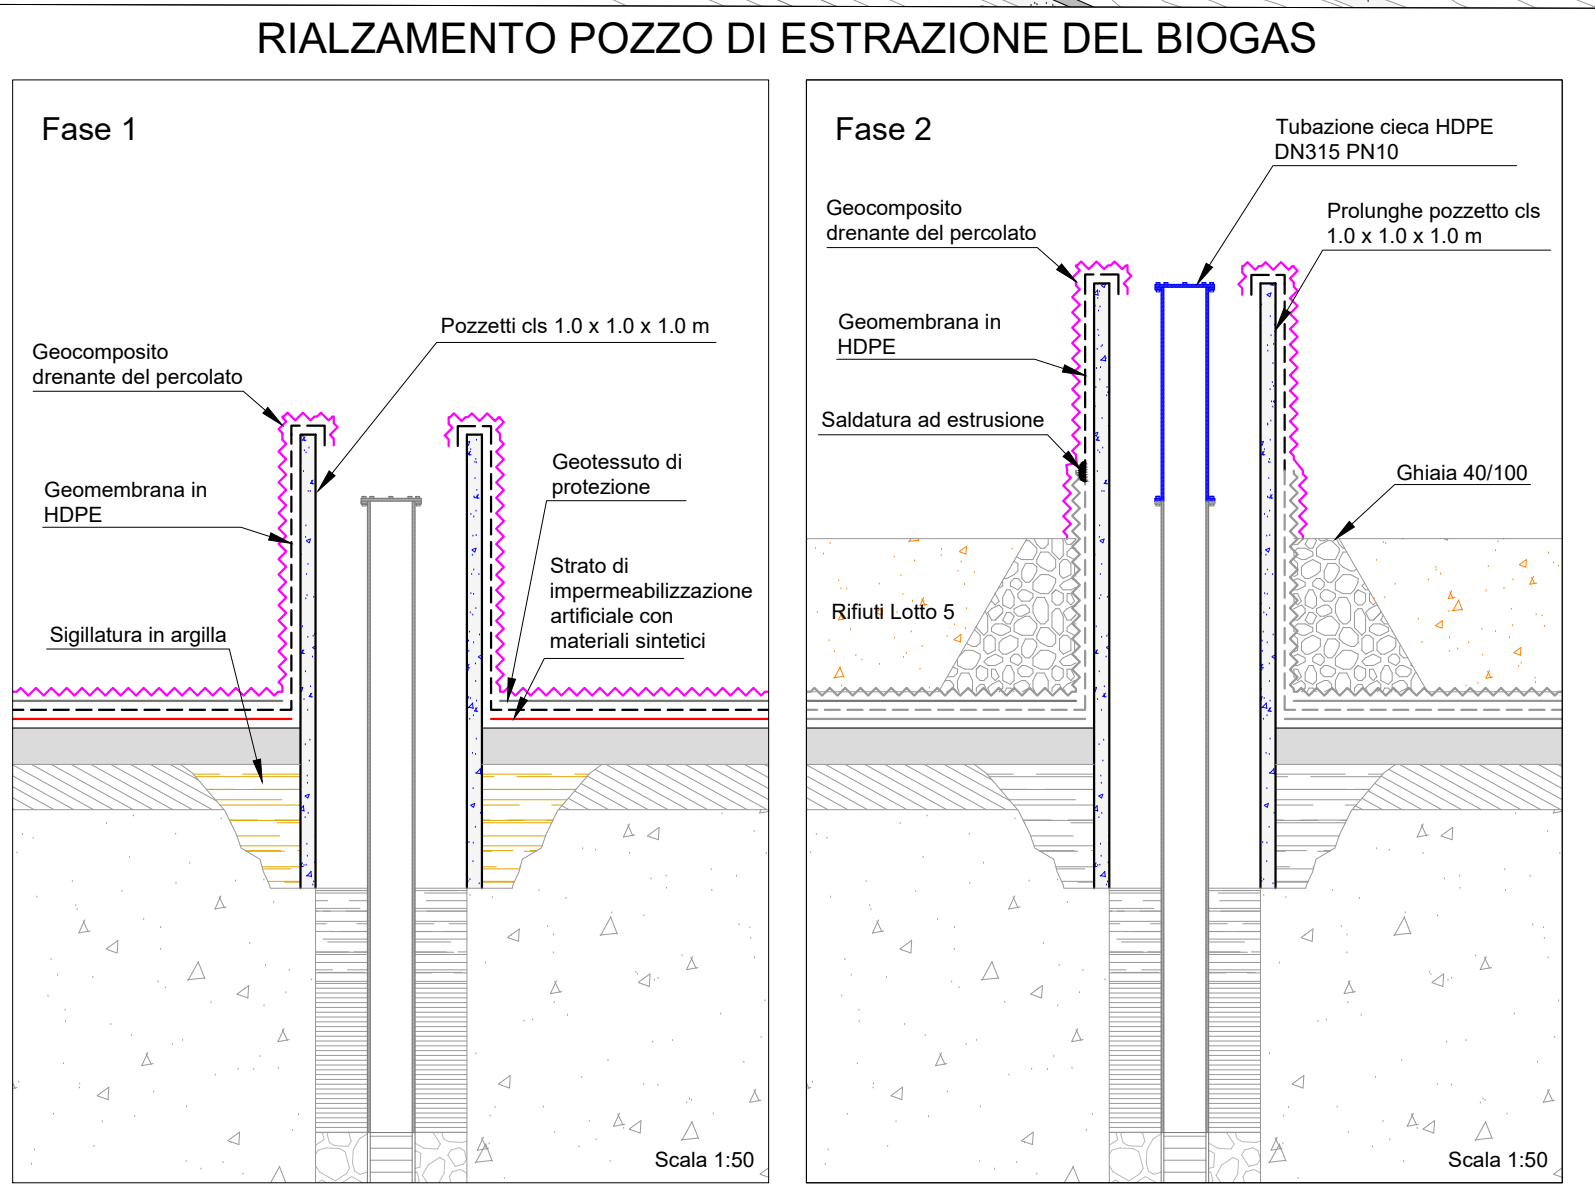 RIALZAMENTO POZZO DI ESTRAZIONE DEL BIOGAS
Fase 1
Pozzetti cls 1.0 x 1.0 x 1.0 m
Geocomposito
drenante del percolato
Geotessuto di
protezione
Geomembrana in
HDPE
Strato di
impermeabilizzazione
artificiale con
materiali sintetici
Sigillatura in argilla
Scala 1:50
Fase 2
Tubazione cieca HDPE
DN315 PN10
Geocomposito
drenante del percolato
Prolunghe pozzetto cls
1.0 x 1.0 x 1.0 m
Geomembrana in
HDPE
Saldatura ad estrusione
Ghiaia 40/100
Rifiuti Lotto 5
Scala 1:50